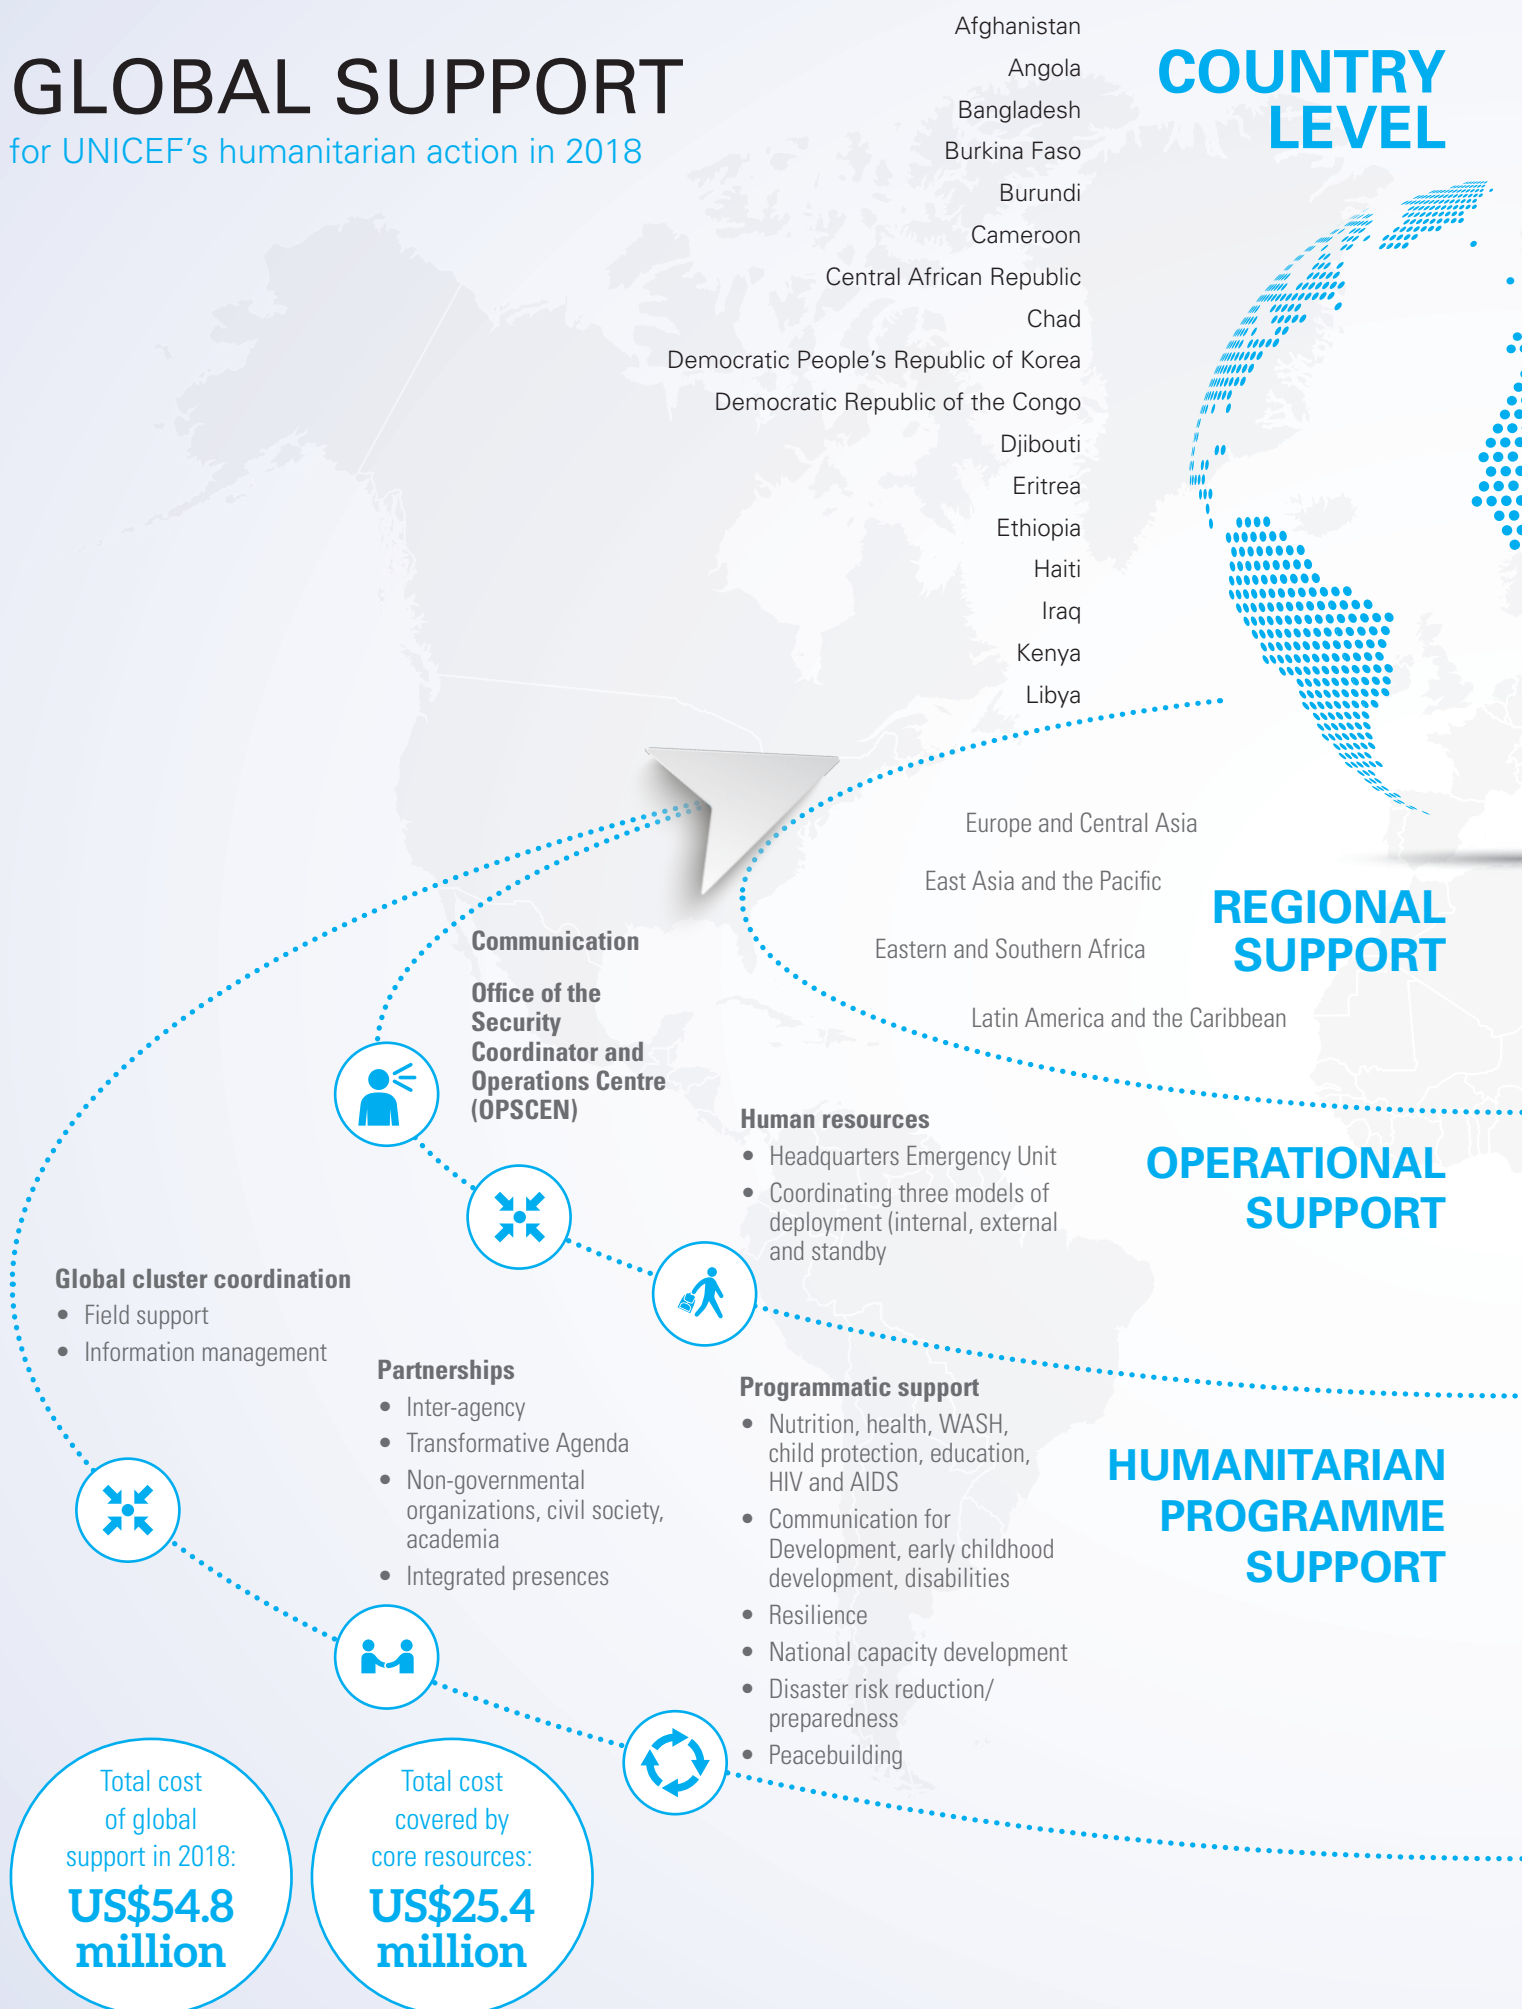 GLOBAL SUPPORT
for UNICEF's humanitarian action in 2018
Afghanistan
Angola
Bangladesh
Burkina Faso
Burundi
Cameroon
Central African Republic
Chad
Democratic People's Republic of Korea
Democratic Republic of the Congo
Djibouti
Eritrea
Ethiopia
Haiti
Iraq
Kenya
Libya
COUNTRY
LEVEL
Europe and Central Asia
East Asia and the Pacific
Eastern and Southern Africa
Latin America and the Caribbean
REGIONAL
SUPPORT
Communication
Office of the
Security
Coordinator and
Operations Centre
(OPSCEN)
Human resources
• Headquarters Emergency Unit
• Coordinating three models of
deployment (internal, external
and standby
OPERATIONAL
SUPPORT
Global cluster coordination
• Field support
• Information management
Partnerships
• Inter-agency
• Transformative Agenda
• Non-governmental
organizations, civil society,
academia
• Integrated presences
Programmatic support
• Nutrition, health, WASH,
child protection, education,
HIV and AIDS
• Communication for
Development, early childhood
development, disabilities
• Resilience
• National capacity development
• Disaster risk reduction/
preparedness
• Peacebuilding
HUMANITARIAN
PROGRAMME
SUPPORT
Total cost
of global
support in 2018:
US$54.8
million
Total cost
covered by
core resources:
US$25.4
million